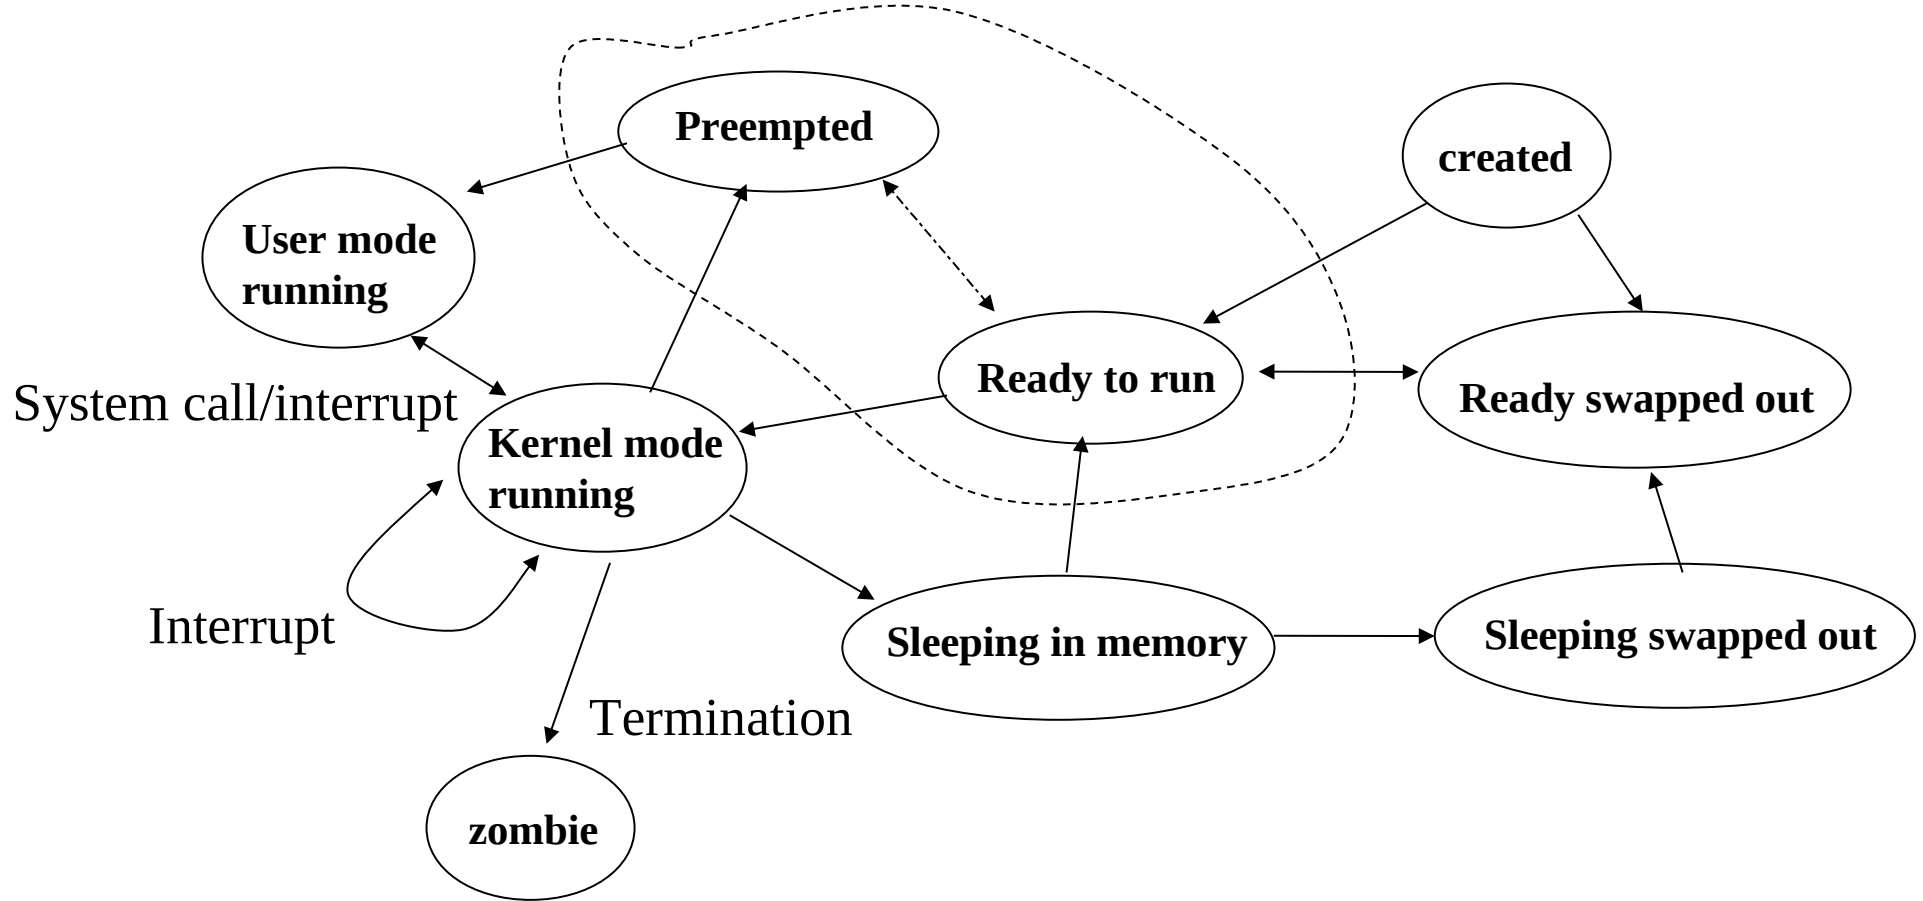 Preempted
created
User mode
running
Ready to run
Ready swapped out
System call/interrupt
Kernel mode
running
Interrupt
Sleeping in memory
Sleeping swapped out
Termination
zombie